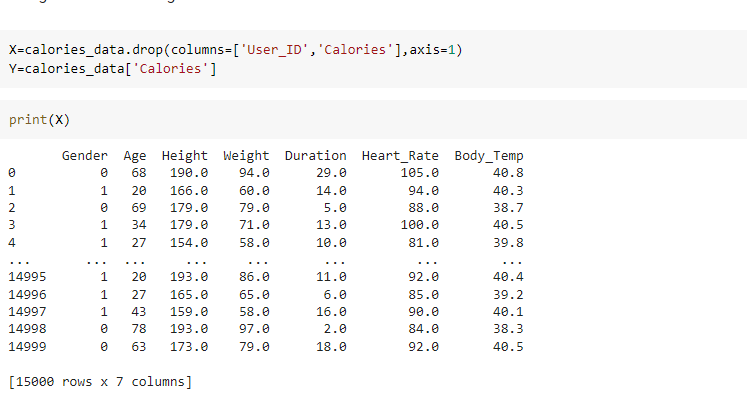 X=calories_data.drop(columns=['User_ID','Calories'],axis=1)
Y=calories_data['Calories']
print(X)
Gender Age Height Weight Duration Heart_Rate Body_Temp
0 0 68 190.0 94.0 29.0 105.0 40.8
1 1 20 166.0 60.0 14.0 94.0 40.3
2 0 69 179.0 79.0 5.0 88.0 38.7
3 1 34 179.0 71.0 13.0 100.0 40.5
4 1 27 154.0 58.0 10.0 81.0 39.8
... ... ... ... ... ... ... ...
14995 1 20 193.0 86.0 11.0 92.0 40.4
14996 1 27 165.0 65.0 6.0 85.0 39.2
14997 1 43 159.0 58.0 16.0 90.0 40.1
14998 0 78 193.0 97.0 2.0 84.0 38.3
14999 0 63 173.0 79.0 18.0 92.0 40.5
[15000 rows x 7 columns]